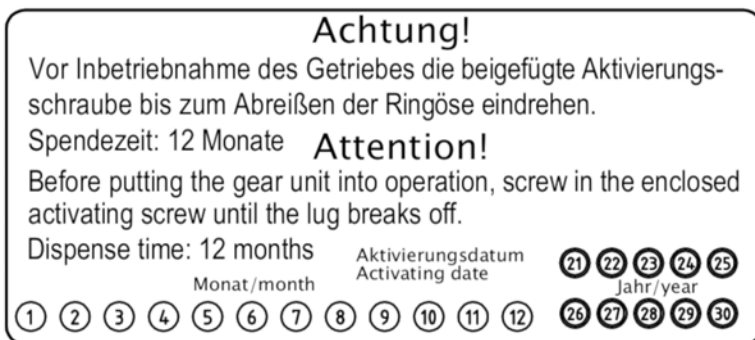 Achtung!
Vor Inbetriebnahme des Getriebes die beigefügte Aktivierungs-
schraube bis zum Abreißen der Ringöse eindrehen.
Spendezeit: 12 Monate
Attention!
Before putting the gear unit into operation, screw in the enclosed
activating screw until the lug breaks off.
Dispense time: 12 months
Aktivierungsdatum
Activating date
21 22 23 24 25
Monat/month
Jahr/year
1 2 3 4 5 6 7 8 9 10 11 12
26 27 28 29 30